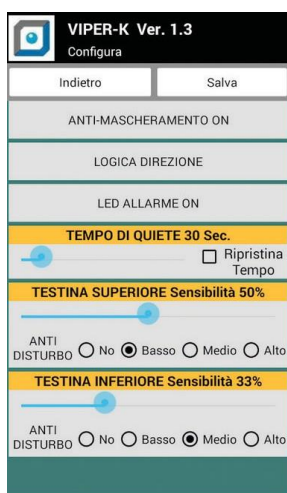 VIPER-K Ver. 1.3
Configura
Indietro Salva
ANTI-MASCHERAMENTO ON
LOGICA DIREZIONE
LED ALLARME ON
TEMPO DI QUIETE 30 Sec.
Ripristina
Tempo
TESTINA SUPERIORE Sensibilità 50%
ANTI
DISTURBO No Basso Medio Alto
TESTINA INFERIORE Sensibilità 33%
ANTI
DISTURBO No Basso Medio Alto